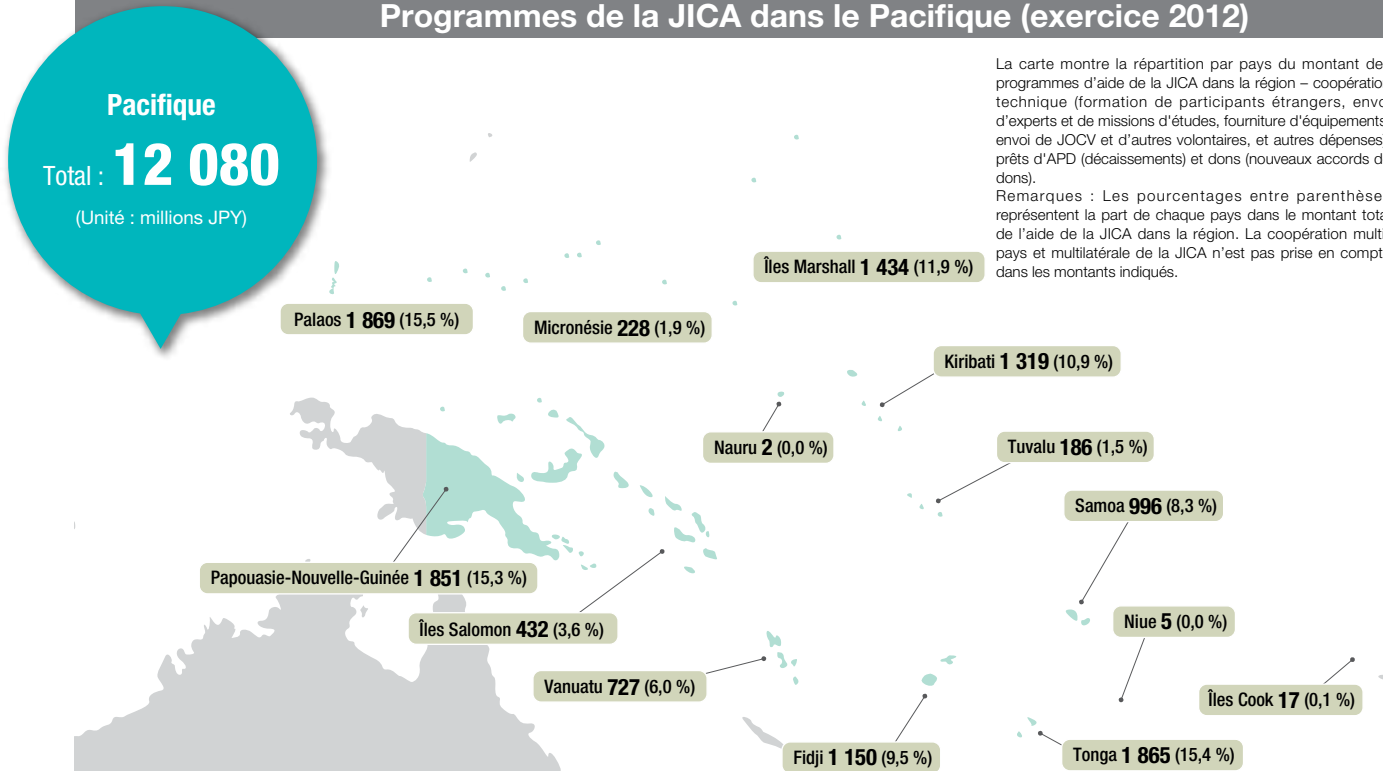 Programmes de la JICA dans le Pacifique (exercice 2012)
Pacifique
Total : 12 080
(Unité : millions JPY)
La carte montre la répartition par pays du montant de
programmes d’aide de la JICA dans la région – coopératio
technique (formation de participants étrangers, envo
d’experts et de missions d'études, fourniture d'équipements
envoi de JOCV et d’autres volontaires, et autres dépenses
prêts d'APD (décaissements) et dons (nouveaux accords d
dons).
Remarques : Les pourcentages entre parenthèse
représentent la part de chaque pays dans le montant tota
de l’aide de la JICA dans la région. La coopération multi
pays et multilatérale de la JICA n’est pas prise en compt
dans les montants indiqués.
Îles Marshall 1 434 (11,9 %)
Palaos 1 869 (15,5 %)
Micronésie 228 (1,9 %)
Kiribati 1 319 (10,9 %)
Nauru 2 (0,0 %)
Tuvalu 186 (1,5 %)
Samoa 996 (8,3 %)
Papouasie-Nouvelle-Guinée 1 851 (15,3 %)
Îles Salomon 432 (3,6 %)
Niue 5 (0,0 %)
Vanuatu 727 (6,0 %)
Îles Cook 17 (0,1 %)
Fidji 1 150 (9,5 %)
Tonga 1 865 (15,4 %)